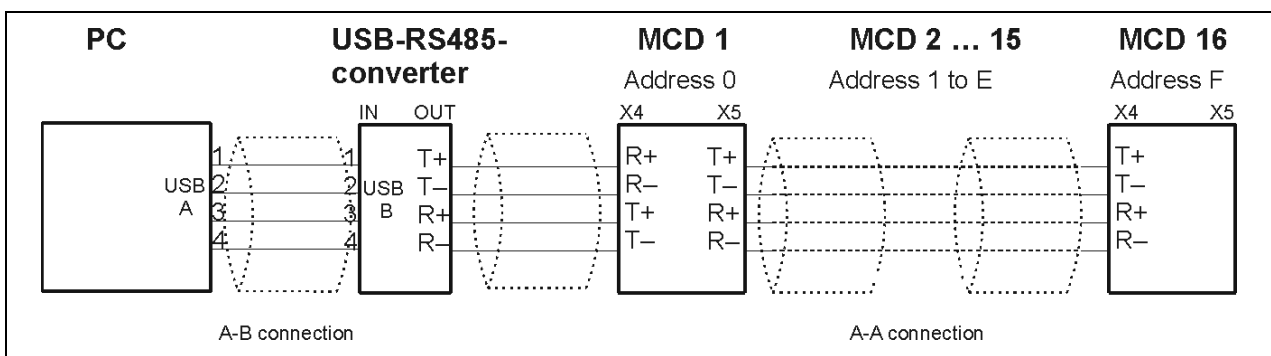 PC USB-RS485- MCD 1 MCD 2 ... 15 MCD 16
converter Address 0 Address 1 to E Address F
IN OUT X4 X5 X4 X5
1 1 T+ R+ T+ T+
USB 2 2 USB T– R– T– T–
A 3 3 B R+ T+ R+ R+
4 4 R– T– R– R–
A-B connection A-A connection